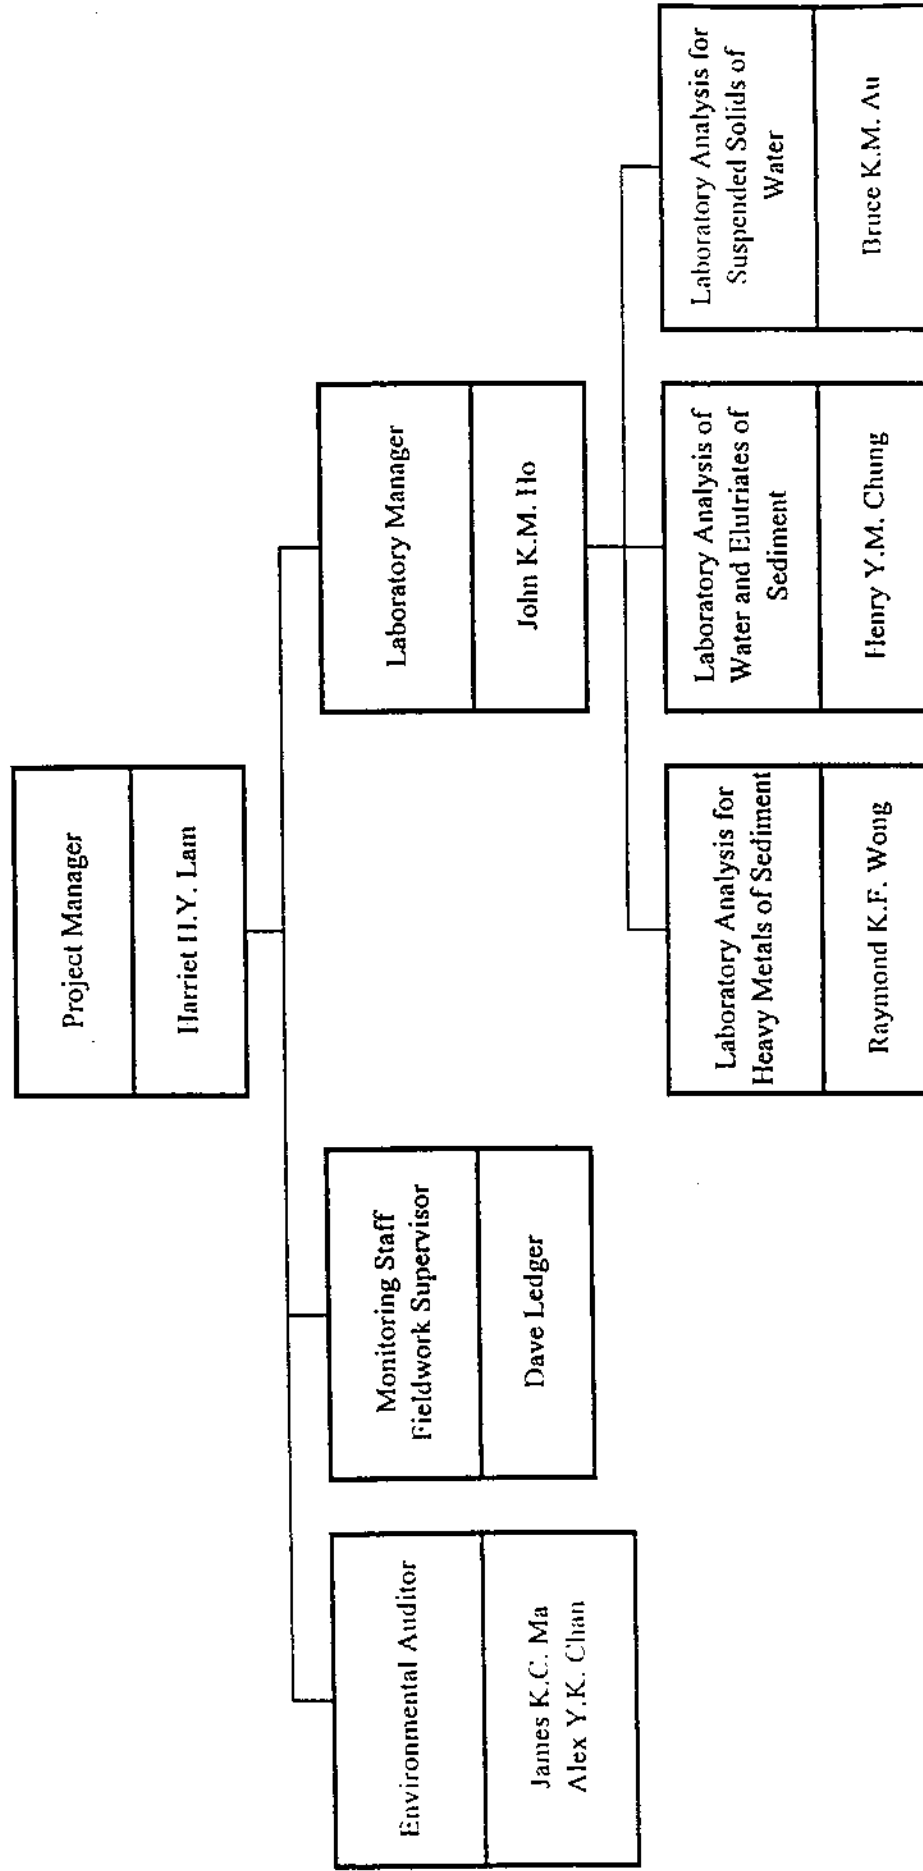 Project Manager
Harriet H.Y. Lam
Environmental Auditor
James K.C. Ma
Alex Y.K. Chan
Monitoring Staff
Fieldwork Supervisor
Dave Ledger
Laboratory Manager
John K.M. Ho
Laboratory Analysis for
Heavy Metals of Sediment
Raymond K.F. Wong
Laboratory Analysis of
Water and Elutriates of
Sediment
Henry Y.M. Chung
Laboratory Analysis for
Suspended Solids of
Water
Bruce K.M. Au